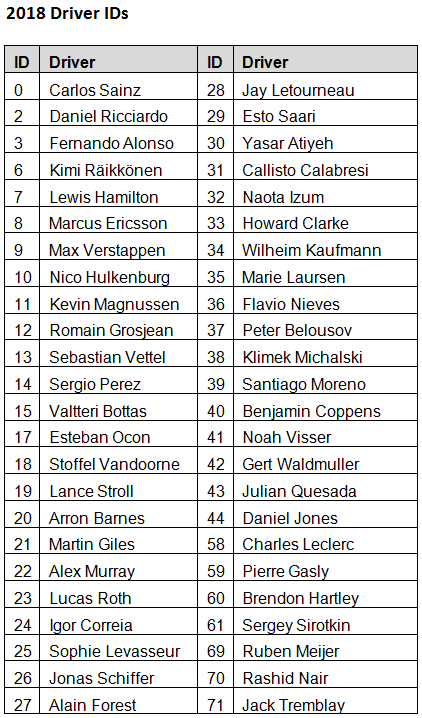 2018 Driver IDs
ID Driver ID Driver
0 Carlos Sainz 28 Jay Letourneau
2 Daniel Ricciardo 29 Esto Saari
3 Fernando Alonso 30 Yasar Atiyeh
6 Kimi Räikkönen 31 Callisto Calabresi
7 Lewis Hamilton 32 Naota Izum
8 Marcus Ericsson 33 Howard Clarke
9 Max Verstappen 34 Wilheim Kaufmann
10 Nico Hulkenburg 35 Marie Laursen
11 Kevin Magnussen 36 Flavio Nieves
12 Romain Grosjean 37 Peter Belousov
13 Sebastian Vettel 38 Klimek Michalski
14 Sergio Perez 39 Santiago Moreno
15 Valtteri Bottas 40 Benjamin Coppens
17 Esteban Ocon 41 Noah Visser
18 Stoffel Vandoorne 42 Gert Waldmuller
19 Lance Stroll 43 Julian Quesada
20 Arron Barnes 44 Daniel Jones
21 Martin Giles 58 Charles Leclerc
22 Alex Murray 59 Pierre Gasly
23 Lucas Roth 60 Brendon Hartley
24 Igor Correia 61 Sergey Sirotkin
25 Sophie Levasseur 69 Ruben Meijer
26 Jonas Schiffer 70 Rashid Nair
27 Alain Forest 71 Jack Tremblay